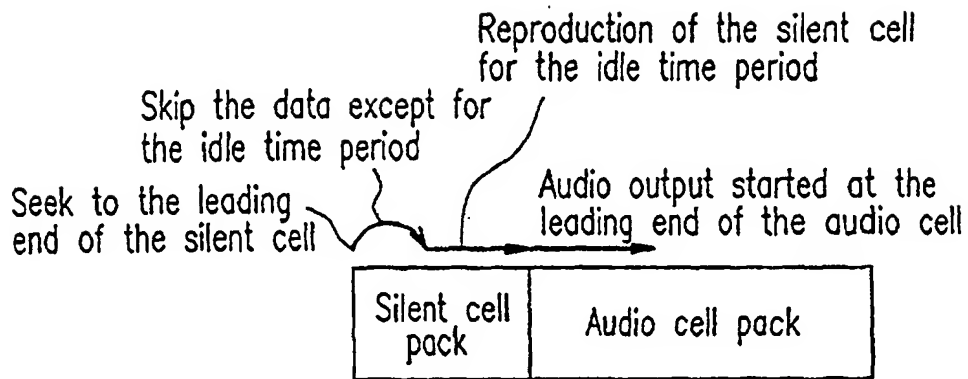 Reproduction of the silent cell
for the idle time period
Skip the data except for
the idle time period
Seek to the leading
end of the silent cell
Audio output started at the
leading end of the audio cell
Silent cell
pack
Audio cell pack